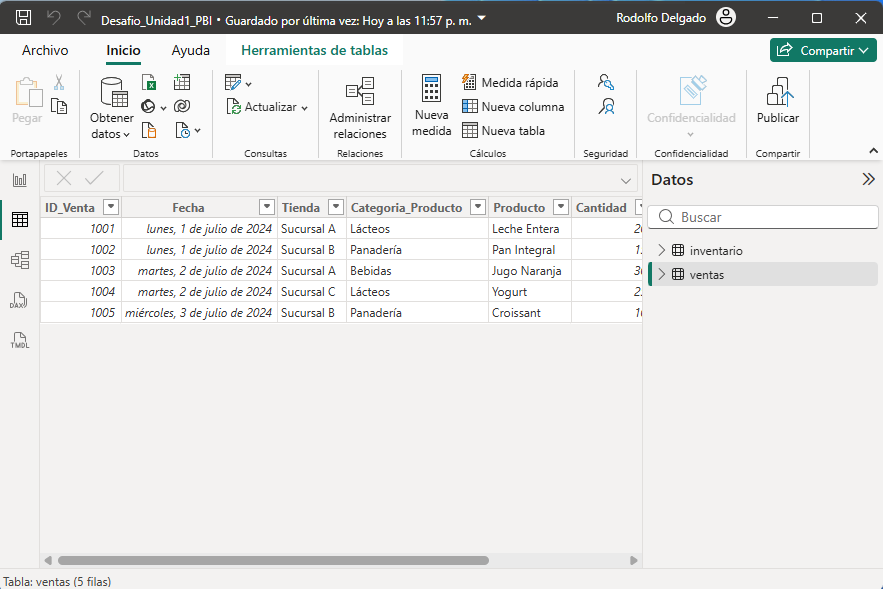 Desafio_Unidad1_PBI • Guardado por última vez: Hoy a las 11:57 p. m.
Rodolfo Delgado
Archivo Inicio Ayuda Herramientas de tablas
Compartir
Pegar
Obtener datos
Actualizar
Administrar relaciones
Nueva medida
Medida rápida
Nueva columna
Nueva tabla
Confidencialidad
Publicar
Portapapeles Datos Consultas Relaciones Cálculos Seguridad Confidencialidad Compartir
Datos
Buscar
inventario
ventas
ID_Venta Fecha Tienda Categoria_Producto Producto Cantidad
1001 lunes, 1 de julio de 2024 Sucursal A Lácteos Leche Entera
1002 lunes, 1 de julio de 2024 Sucursal B Panadería Pan Integral
1003 martes, 2 de julio de 2024 Sucursal A Bebidas Jugo Naranja
1004 martes, 2 de julio de 2024 Sucursal C Lácteos Yogurt
1005 miércoles, 3 de julio de 2024 Sucursal B Panadería Croissant
DAX
TMDL
Tabla: ventas (5 filas)